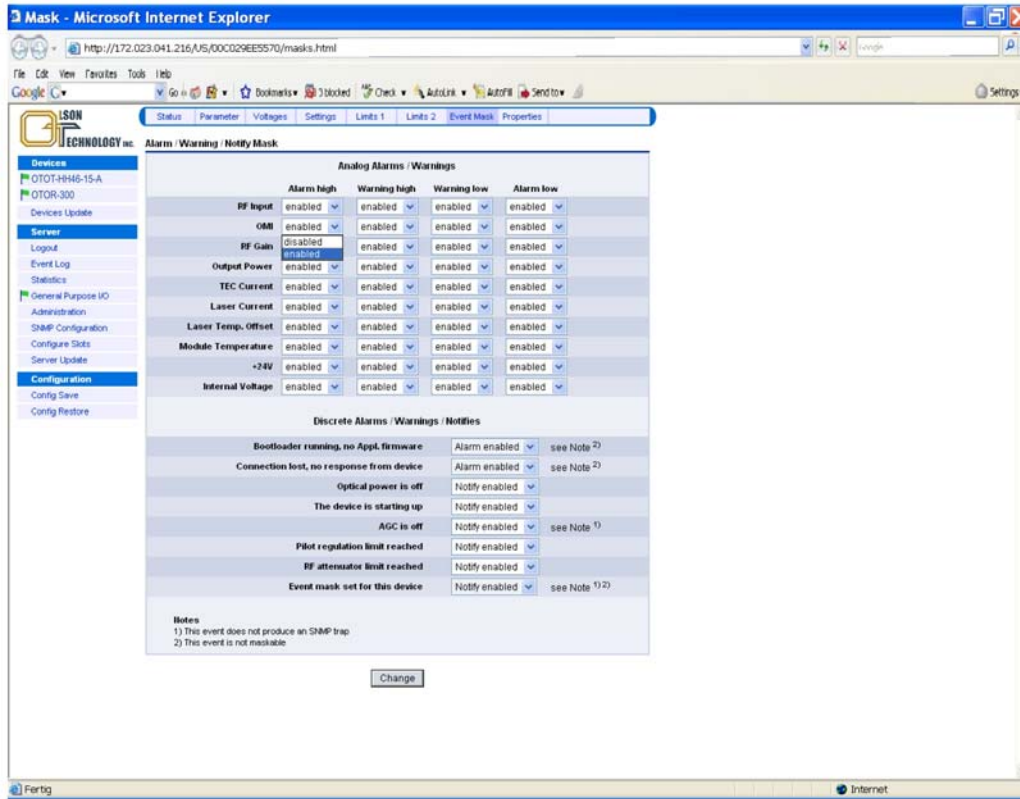 Mask - Microsoft Internet Explorer
http://172.023.041.216/US/00C029EE5570/masks.html
Google
File Edit View Favorites Tools Help
Google G Go Bookmarks 3 blocked Check AutoLink AutoFill Send to Settings
OLSON TECHNOLOGY INC.
Status Parameter Voltages Settings Limits 1 Limits 2 Event Mask Properties
Alarm / Warning / Notify Mask
Devices
OTOT-HH46-15-A
OTOR-300
Devices Update
Server
Logout
Event Log
Statistics
General Purpose I/O
Administration
SNMP Configuration
Configure Slots
Server Update
Configuration
Config Save
Config Restore
Analog Alarms / Warnings
Alarm high Warning high Warning low Alarm low
RF Input enabled enabled enabled enabled
OMI enabled enabled enabled enabled
disabled
enabled
RF Gain enabled enabled enabled
Output Power enabled enabled enabled enabled
TEC Current enabled enabled enabled enabled
Laser Current enabled enabled enabled enabled
Laser Temp. Offset enabled enabled enabled enabled
Module Temperature enabled enabled enabled enabled
+24V enabled enabled enabled enabled
Internal Voltage enabled enabled enabled enabled
Discrete Alarms / Warnings / Notifies
Bootloader running, no Appl. firmware Alarm enabled see Note 2)
Connection lost, no response from device Alarm enabled see Note 2)
Optical power is off Notify enabled
The device is starting up Notify enabled
AGC is off Notify enabled see Note 1)
Pilot regulation limit reached Notify enabled
RF attenuator limit reached Notify enabled
Event mask set for this device Notify enabled see Note 1) 2)
Notes
1) This event does not produce an SNMP trap
2) This event is not maskable
Change
Fertig Internet